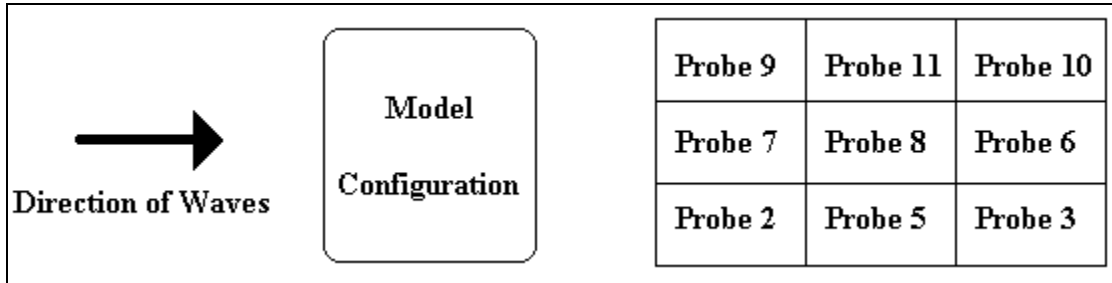 Direction of Waves
Model
Configuration
Probe 9 Probe 11 Probe 10
Probe 7 Probe 8 Probe 6
Probe 2 Probe 5 Probe 3